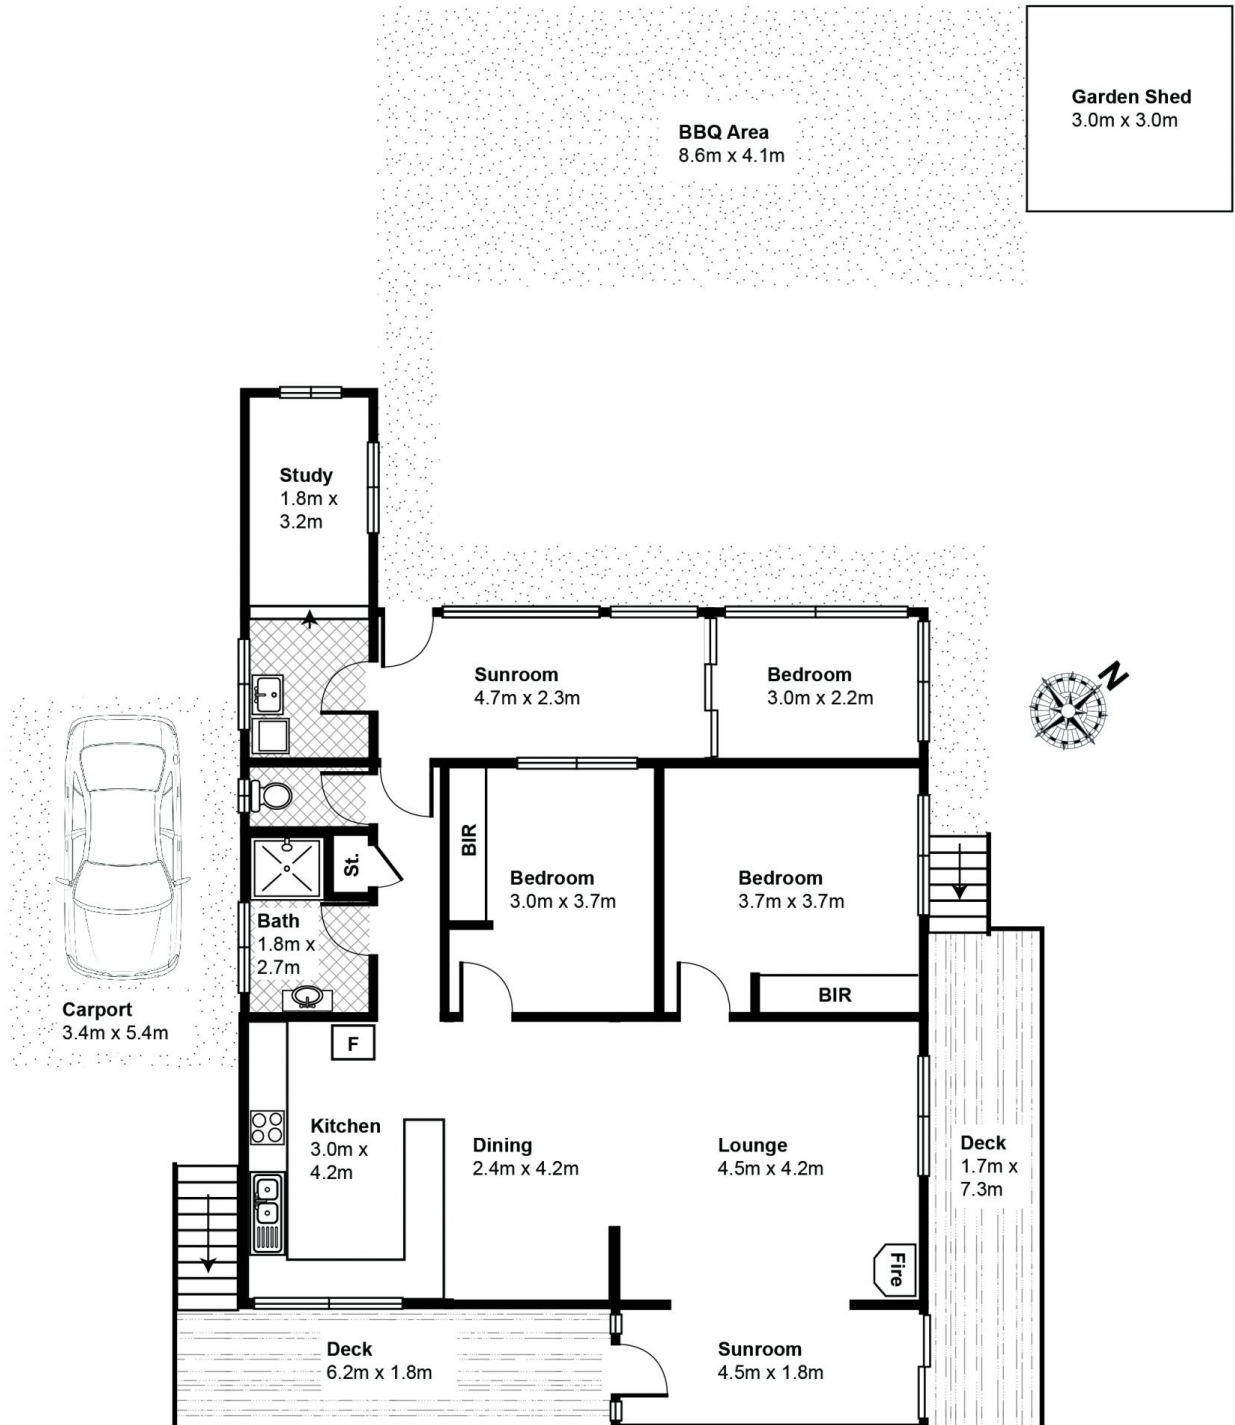 Garden Shed
3.0m x 3.0m
BBQ Area
8.6m x 4.1m
Study
1.8m x
3.2m
Sunroom
4.7m x 2.3m
Bedroom
3.0m x 2.2m
N
BIR
St.
Bedroom
3.0m x 3.7m
Bedroom
3.7m x 3.7m
Bath
1.8m x
2.7m
BIR
Carport
3.4m x 5.4m
F
Kitchen
3.0m x
4.2m
Dining
2.4m x 4.2m
Lounge
4.5m x 4.2m
Deck
1.7m x
7.3m
Fire
Deck
6.2m x 1.8m
Sunroom
4.5m x 1.8m